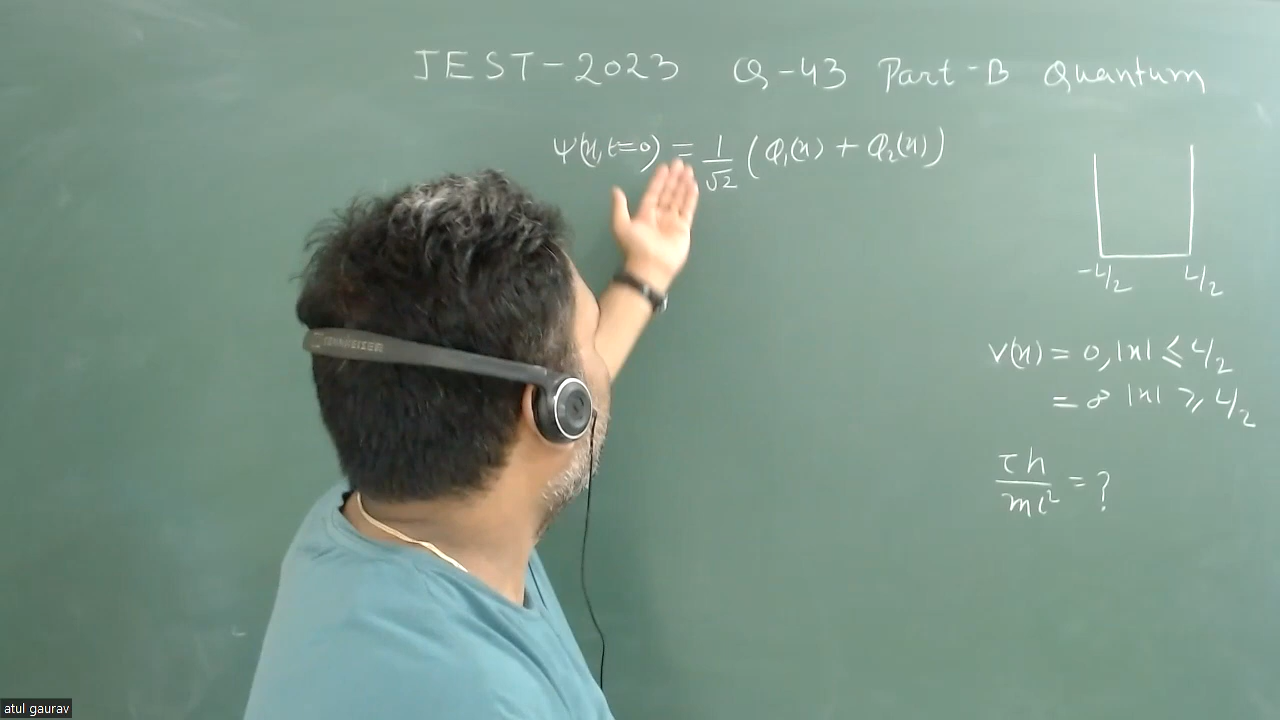 JEST-2023 Q-43 Part-B Quantum
ψ(x,t=0) = 1/√2 (φ₁(x) + φ₂(x))
-L/2 L/2
V(x) = 0, |x| ≤ L/2
= ∞ |x| ≥ L/2
τh/mL² = ?
atul gaurav